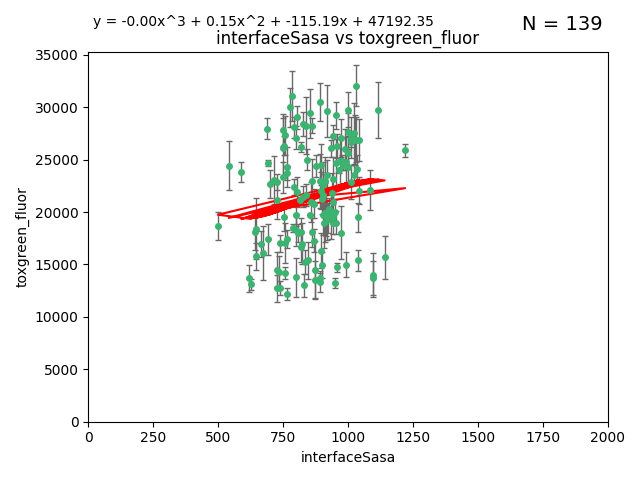 y = -0.00x^3 + 0.15x^2 + -115.19x + 47192.35
N = 139
interfaceSasa vs toxgreen_fluor
35000
30000
25000
20000
15000
10000
5000
0
toxgreen_fluor
0 250 500 750 1000 1250 1500 1750 2000
interfaceSasa